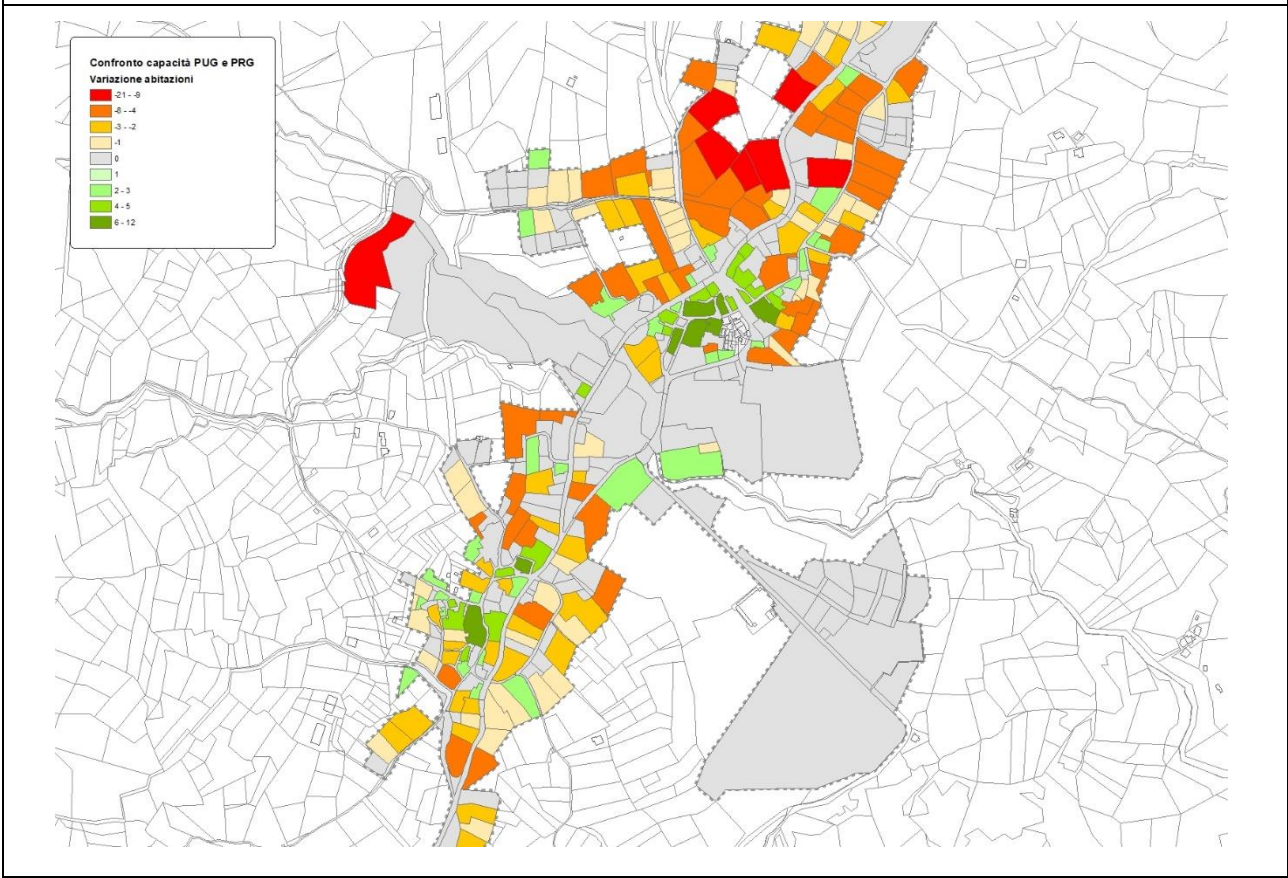 Confronto capacità PUG e PRG
Variazione abitazioni
-21 - -9
-8 - -4
-3 - -2
-1
0
1
2 - 3
4 - 5
6 - 12